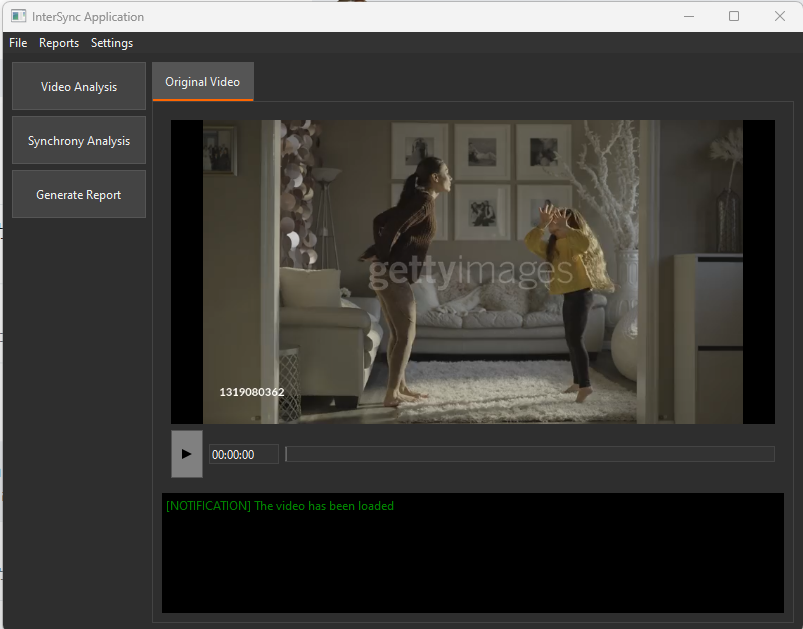 InterSync Application
File Reports Settings
Video Analysis
Original Video
Synchrony Analysis
Generate Report
gettyimages
1319080362
00:00:00
[NOTIFICATION] The video has been loaded